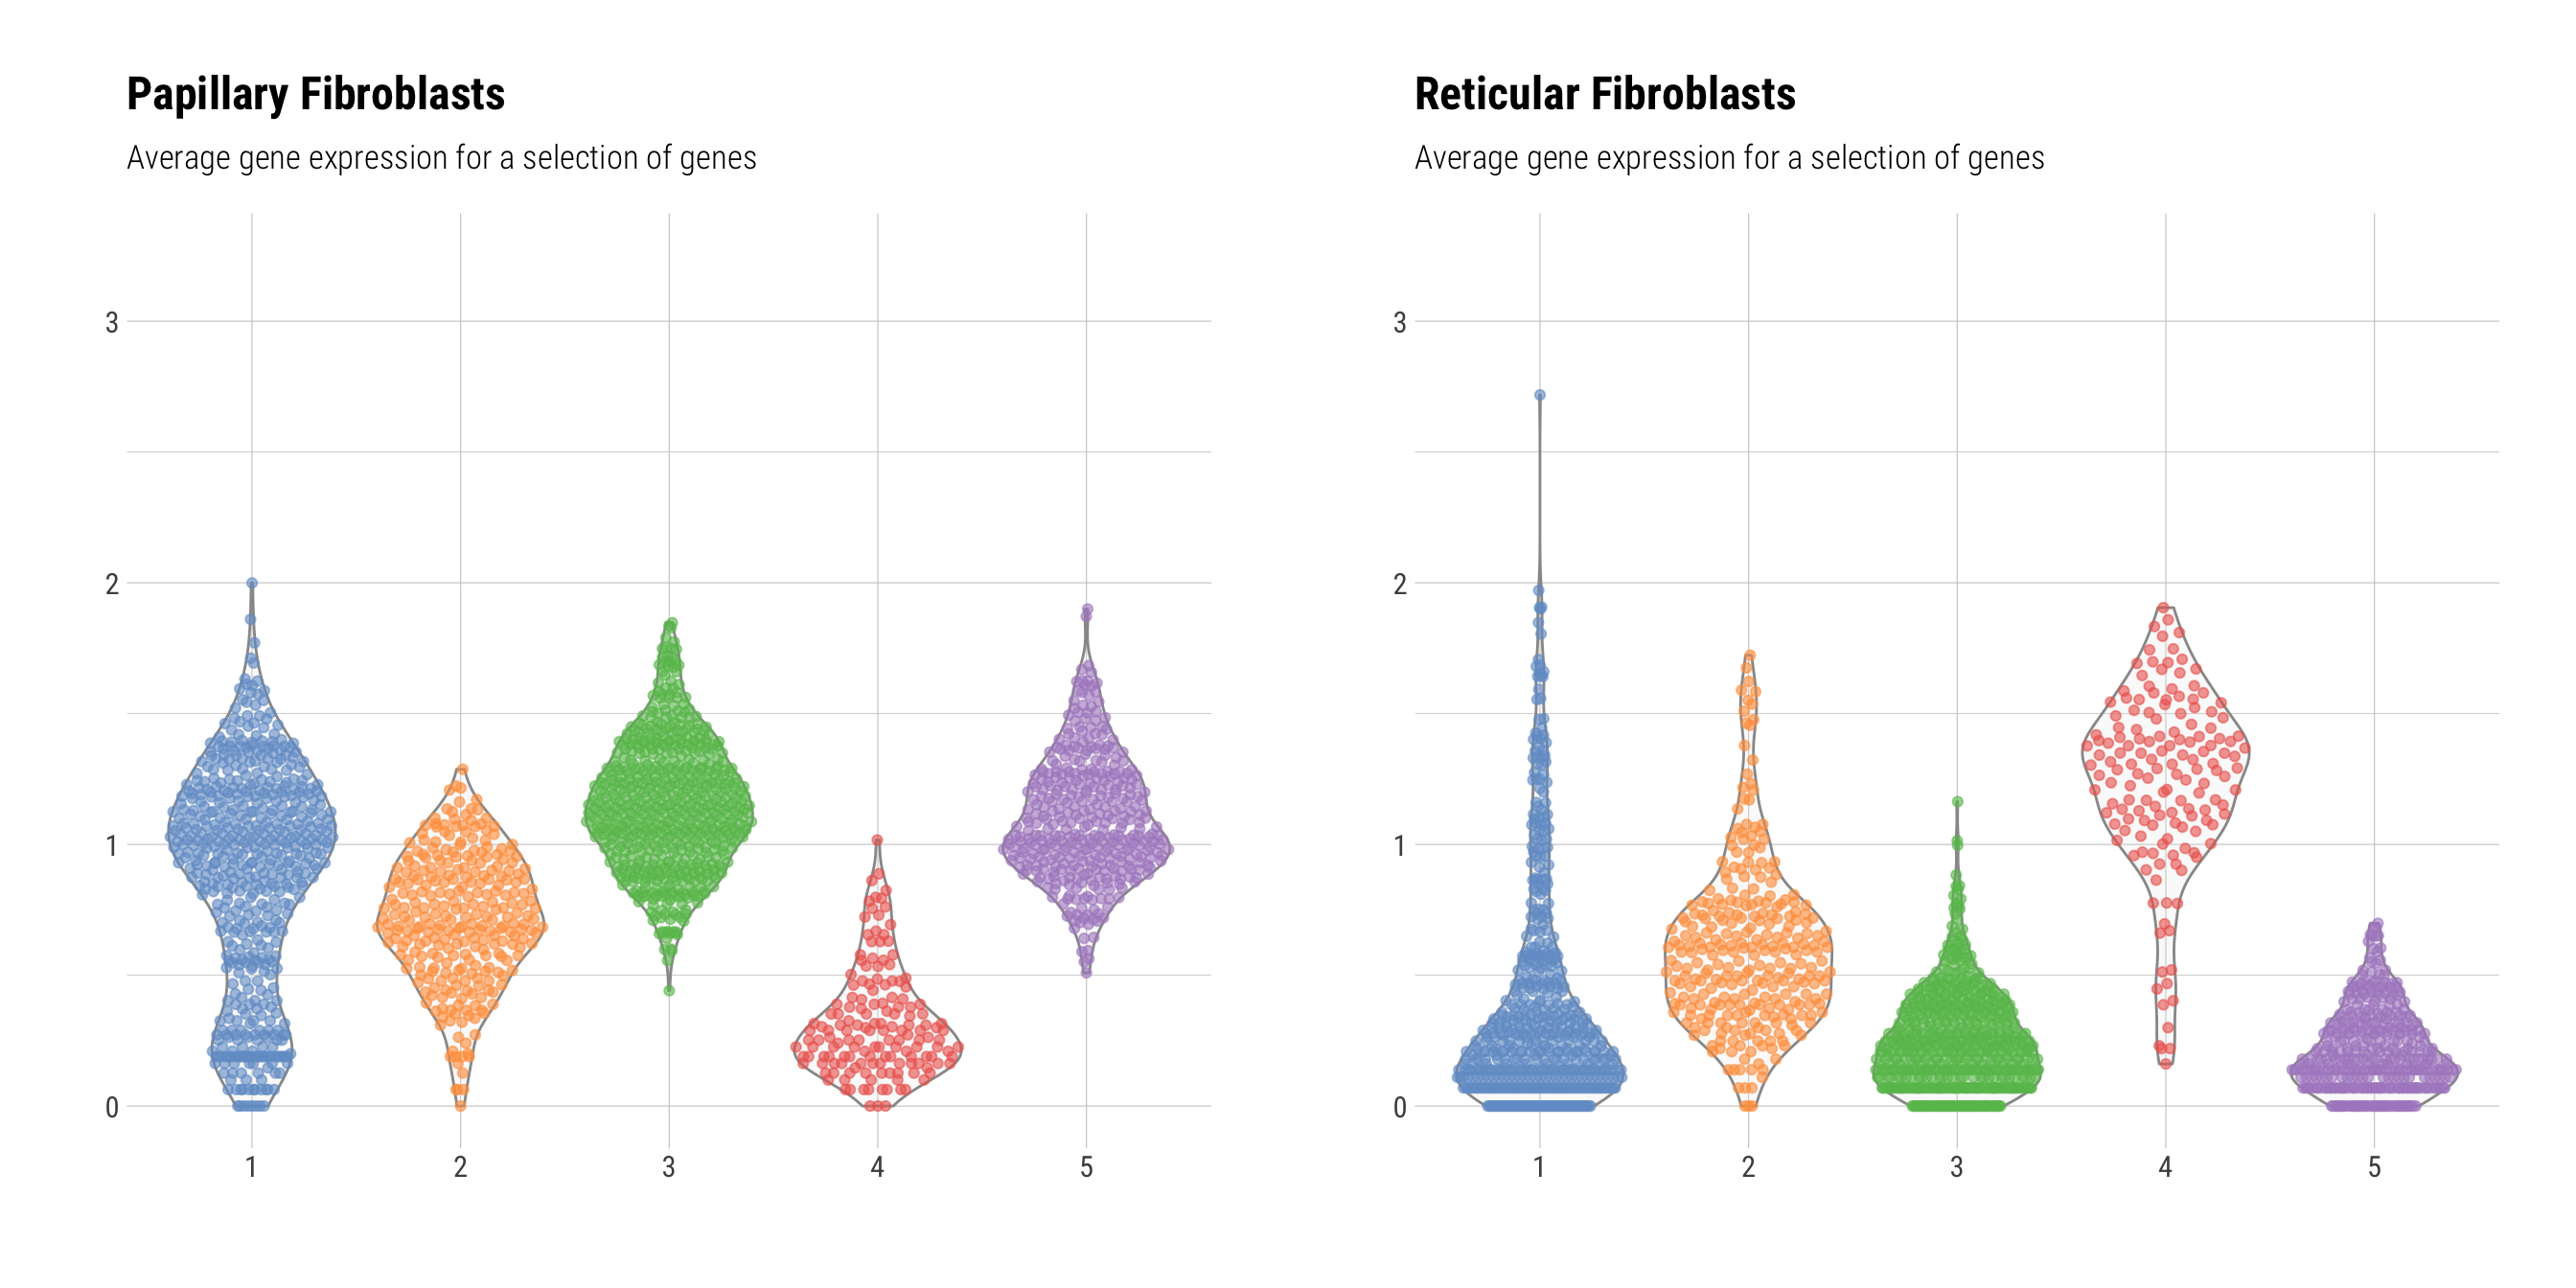 Papillary Fibroblasts
Average gene expression for a selection of genes
3
2
1
0
1 2 3 4 5
Reticular Fibroblasts
Average gene expression for a selection of genes
3
2
1
0
1 2 3 4 5